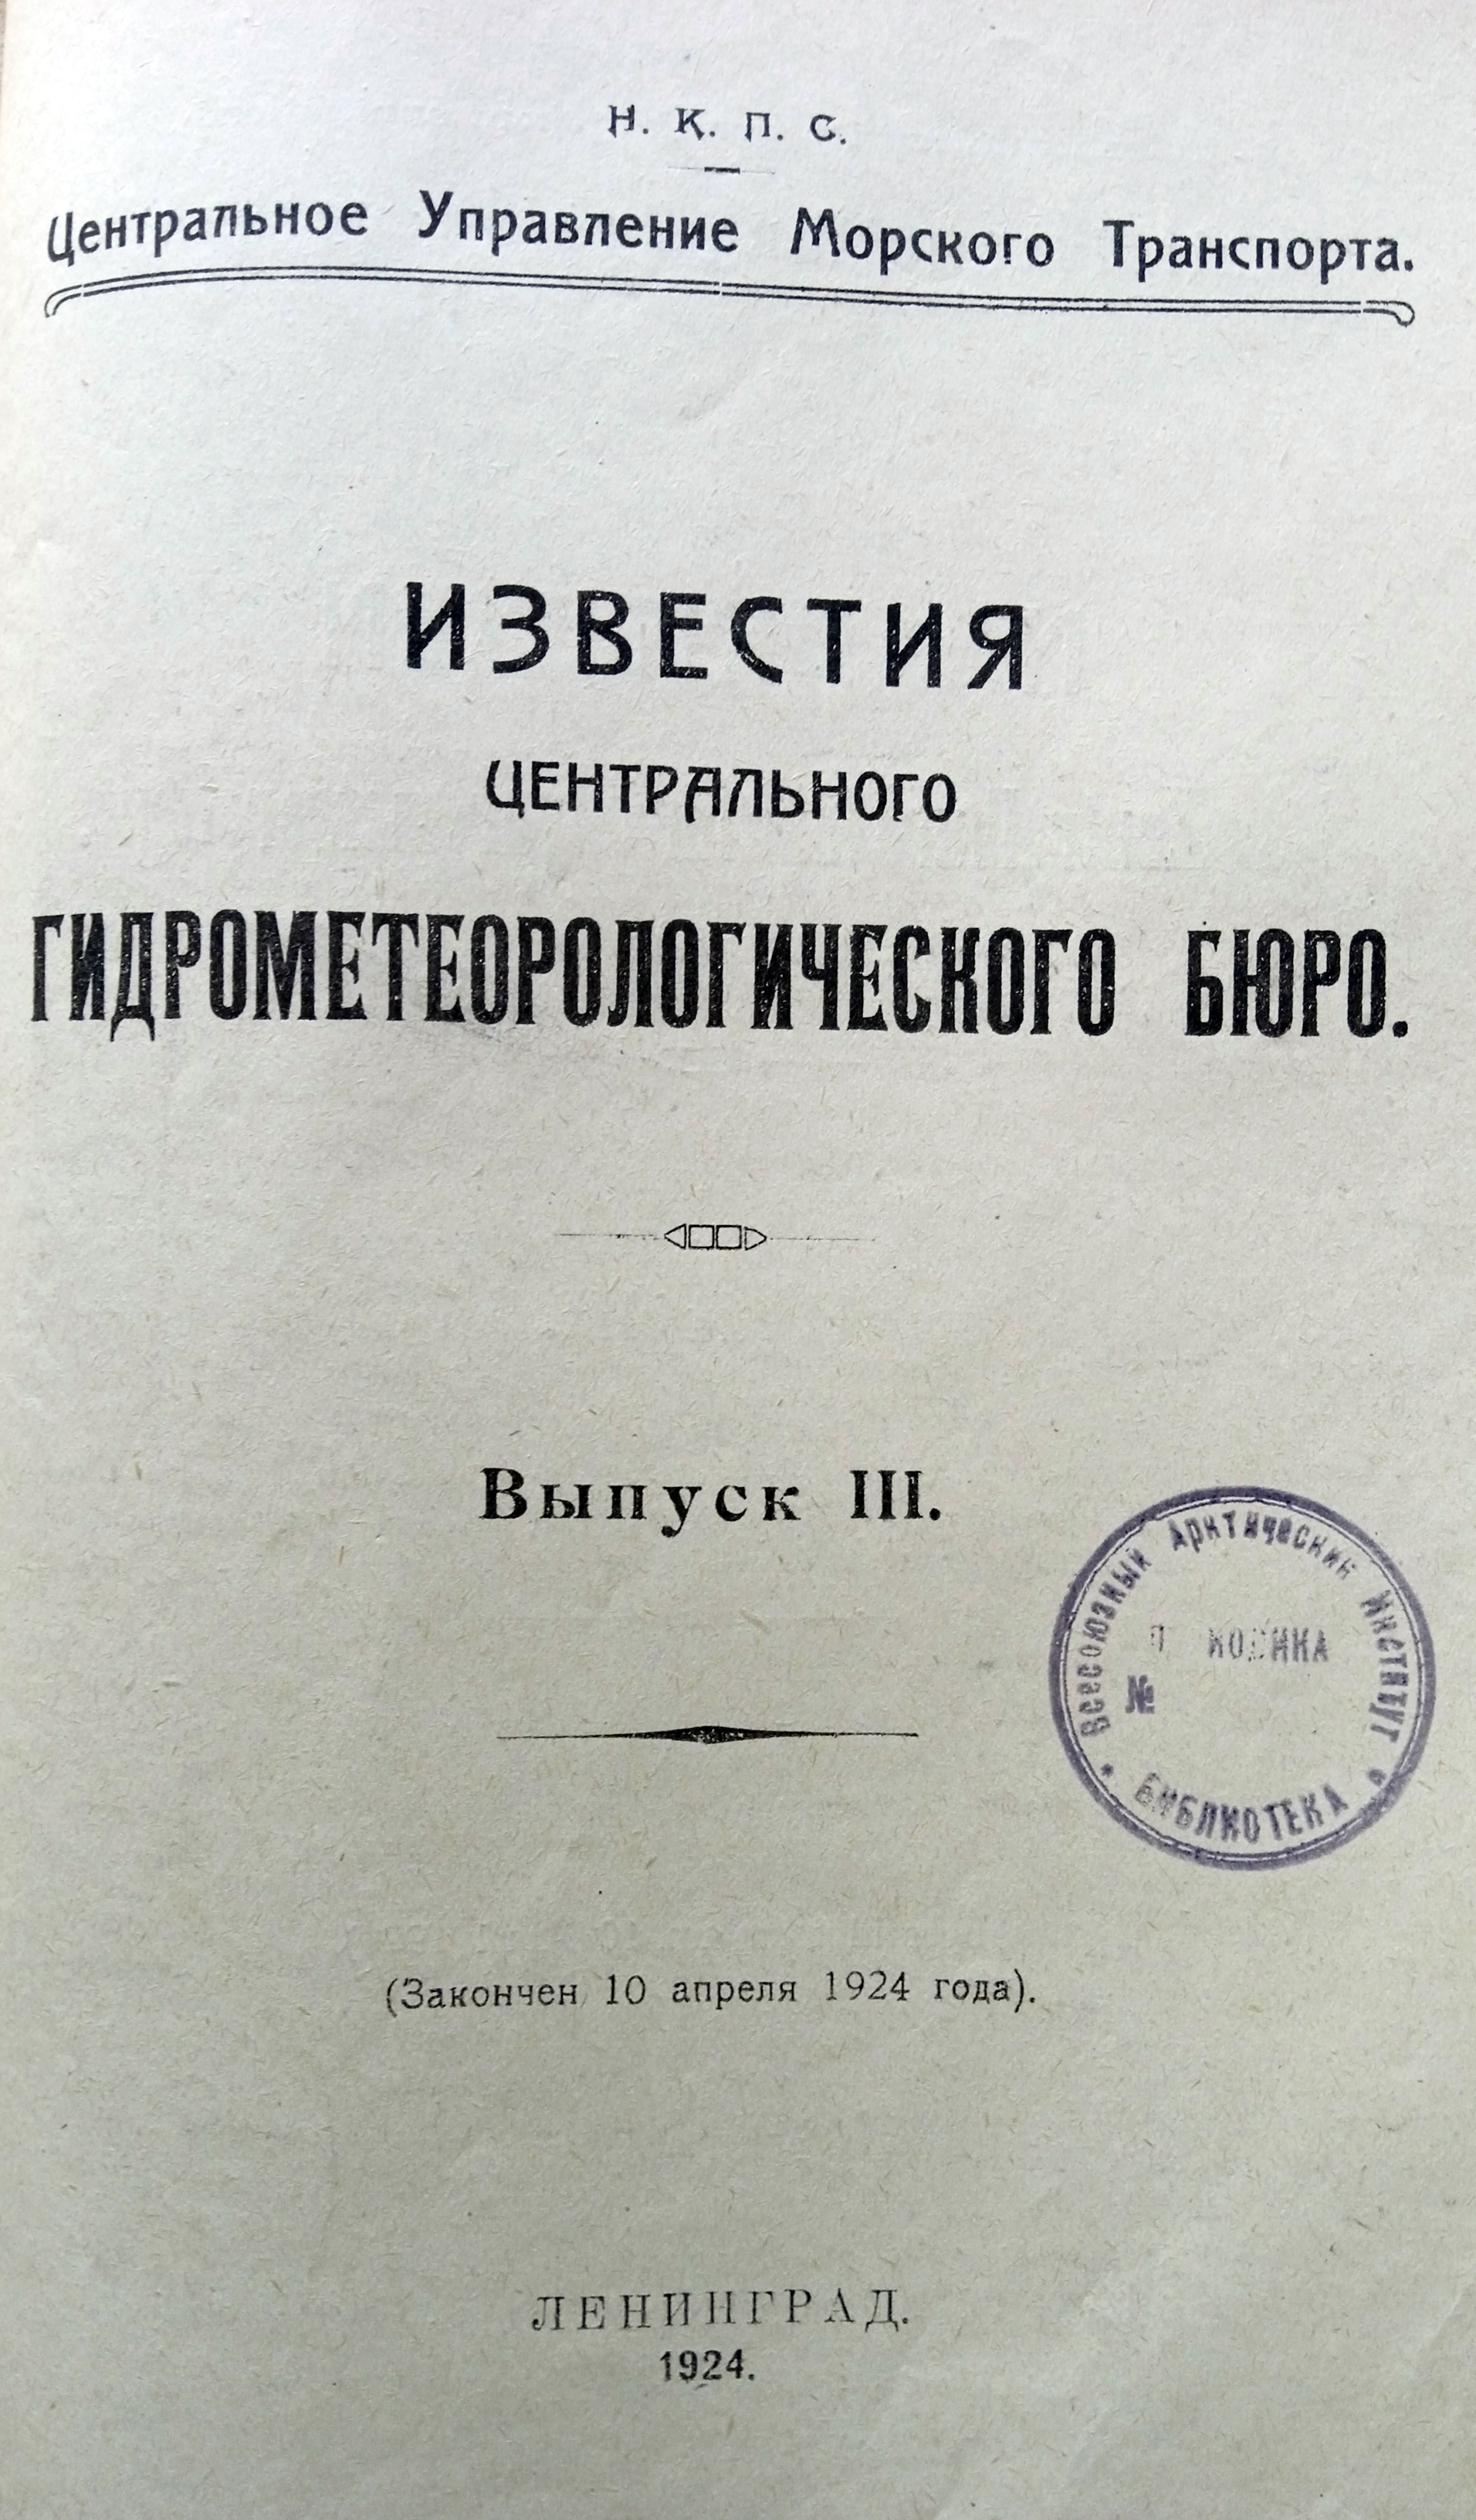 Н. К. П. С.
Центральное Управление Морского Транспорта.
ИЗВЕСТИЯ
ЦЕНТРАЛЬНОГО
ГИДРОМЕТЕОРОЛОГИЧЕСКОГО БЮРО.
Выпуск III.
Всесоюзный Арктический Институт
№
БИБЛИОТЕКА
(Закончен 10 апреля 1924 года).
ЛЕНИНГРАД.
1924.